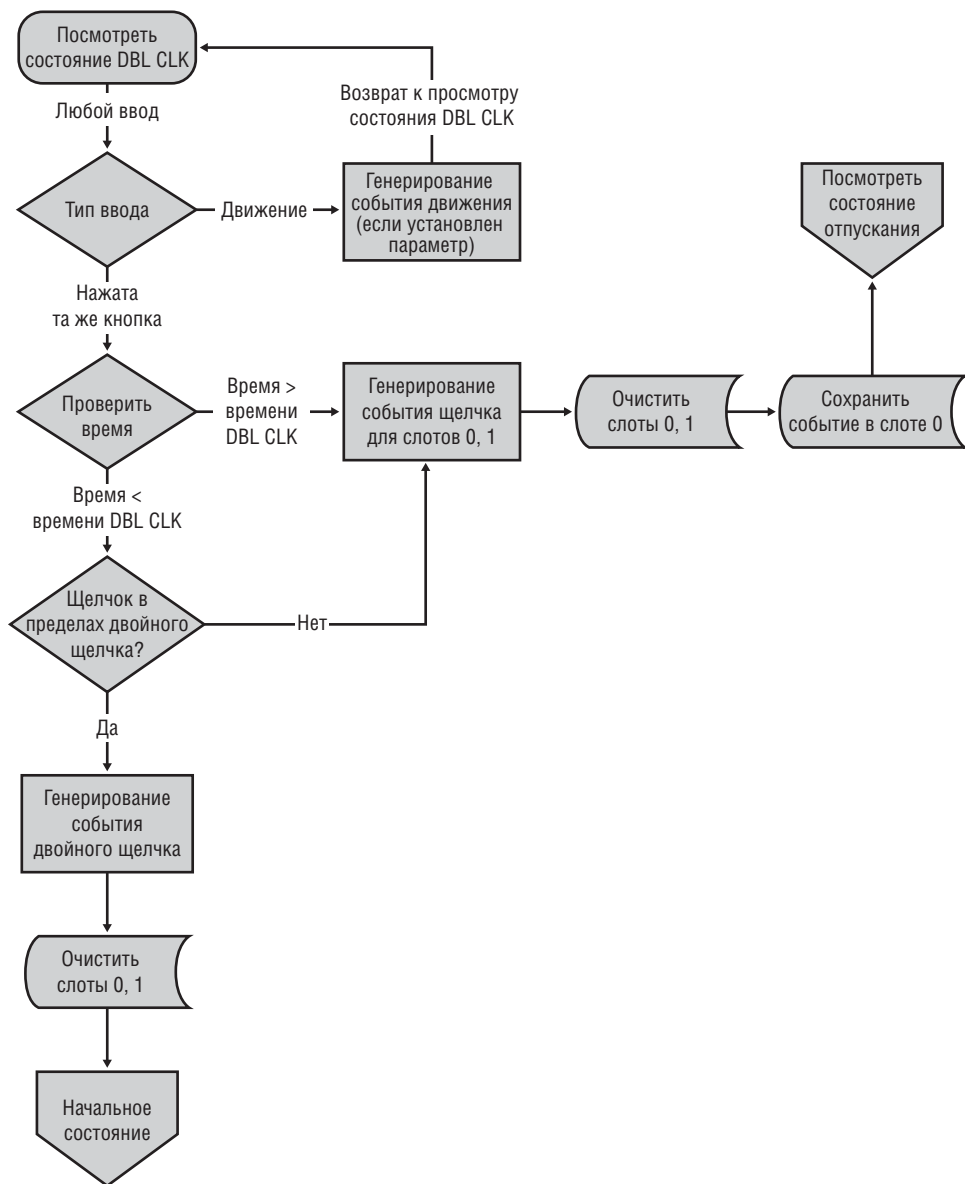 Посмотреть
состояние DBL CLK
Возврат к просмотру
состояния DBL CLK
Любой ввод
Тип ввода
Движение
Генерирование
события движения
(если установлен
параметр)
Посмотреть
состояние
отпускания
Нажата
та же кнопка
Проверить
время
Время >
времени
DBL CLK
Генерирование
события щелчка
для слотов 0, 1
Очистить
слоты 0, 1
Сохранить
событие в слоте 0
Время <
времени DBL CLK
Щелчок в
пределах двойного
щелчка?
Нет
Да
Генерирование
события
двойного щелчка
Очистить
слоты 0, 1
Начальное
состояние